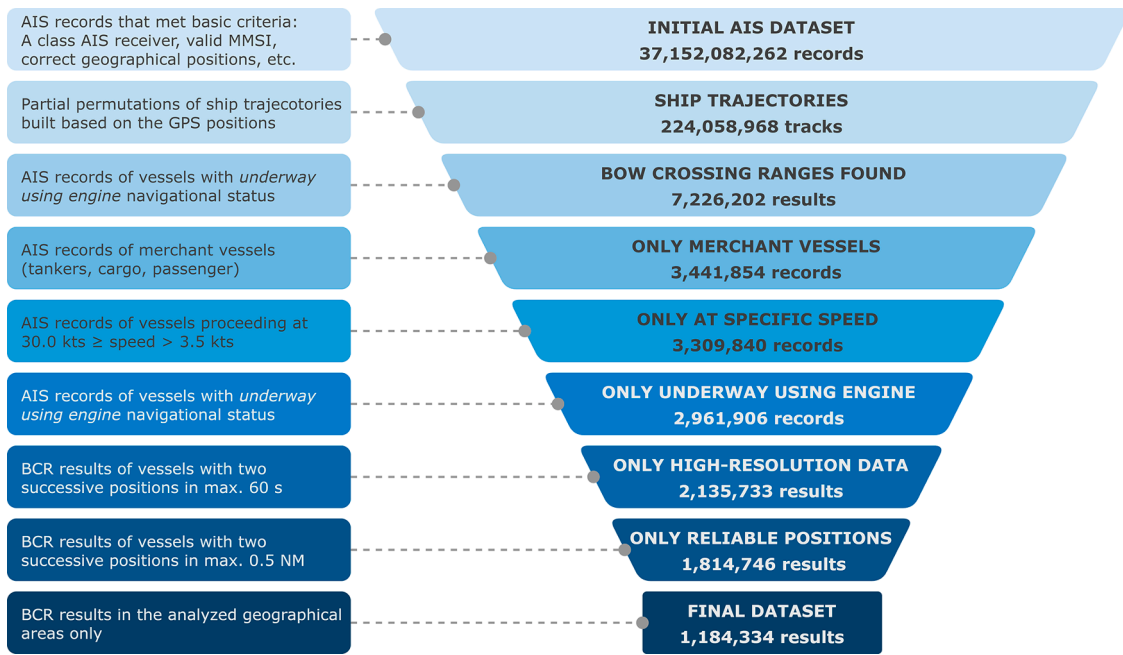 AIS records that met basic criteria:
A class AIS receiver, valid MMSI,
correct geographical positions, etc.
INITIAL AIS DATASET
37,152,082,262 records
Partial permutations of ship trajecotories
built based on the GPS positions
SHIP TRAJECTORIES
224,058,968 tracks
AIS records of vessels with underway
using engine navigational status
BOW CROSSING RANGES FOUND
7,226,202 results
AIS records of merchant vessels
(tankers, cargo, passenger)
ONLY MERCHANT VESSELS
3,441,854 records
AIS records of vessels proceeding at
30.0 kts ≥ speed > 3.5 kts
ONLY AT SPECIFIC SPEED
3,309,840 records
AIS records of vessels with underway
using engine navigational status
ONLY UNDERWAY USING ENGINE
2,961,906 records
BCR results of vessels with two
successive positions in max. 60 s
ONLY HIGH-RESOLUTION DATA
2,135,733 results
BCR results of vessels with two
successive positions in max. 0.5 NM
ONLY RELIABLE POSITIONS
1,814,746 results
BCR results in the analyzed geographical
areas only
FINAL DATASET
1,184,334 results